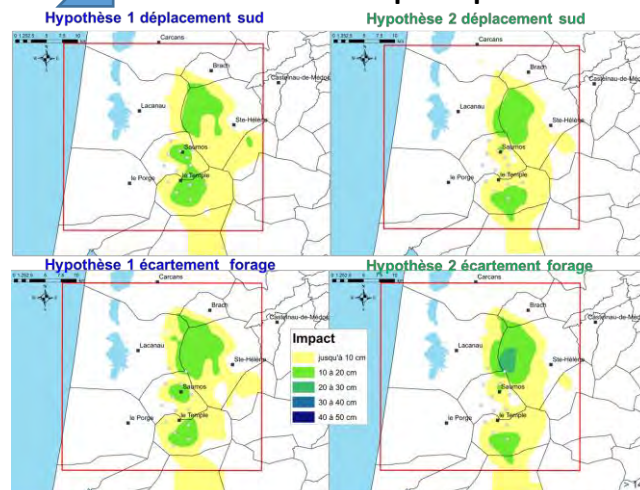 Hypothèse 1 déplacement sud
Hypothèse 2 déplacement sud
Carcans
Brach
Castelnau-de-Médoc
Lacanau
Ste-Hélène
Saumos
le Temple
le Porge
Carcans
Brach
Castelnau-de-Médoc
Lacanau
Ste-Hélène
Saumos
le Temple
le Porge
Hypothèse 1 écartement forage
Hypothèse 2 écartement forage
Carcans
Brach
Castelnau-de-Médoc
Lacanau
Ste-Hélène
Saumos
le Temple
le Porge
Impact
jusqu'à 10 cm
10 à 20 cm
20 à 30 cm
30 à 40 cm
40 à 50 cm
Carcans
Brach
Castelnau-de-Médoc
Lacanau
Ste-Hélène
Saumos
le Temple
le Porge